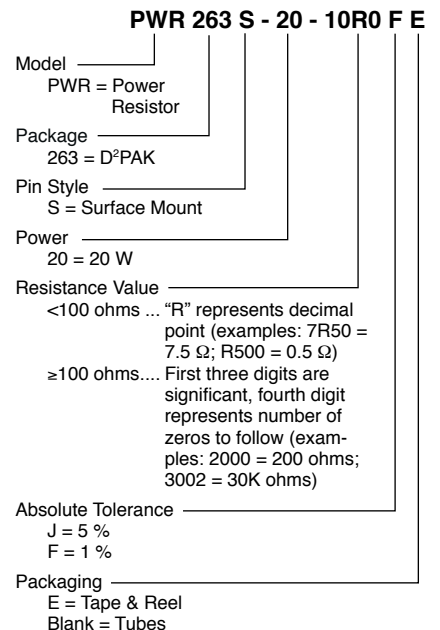 PWR 263 S - 20 - 10R0 F E
Model
PWR = Power
Resistor
Package
263 = D²PAK
Pin Style
S = Surface Mount
Power
20 = 20 W
Resistance Value
<100 ohms ... “R” represents decimal
point (examples: 7R50 =
7.5 Ω; R500 = 0.5 Ω)
≥100 ohms.... First three digits are
significant, fourth digit
represents number of
zeros to follow (exam-
ples: 2000 = 200 ohms;
3002 = 30K ohms)
Absolute Tolerance
J = 5 %
F = 1 %
Packaging
E = Tape & Reel
Blank = Tubes